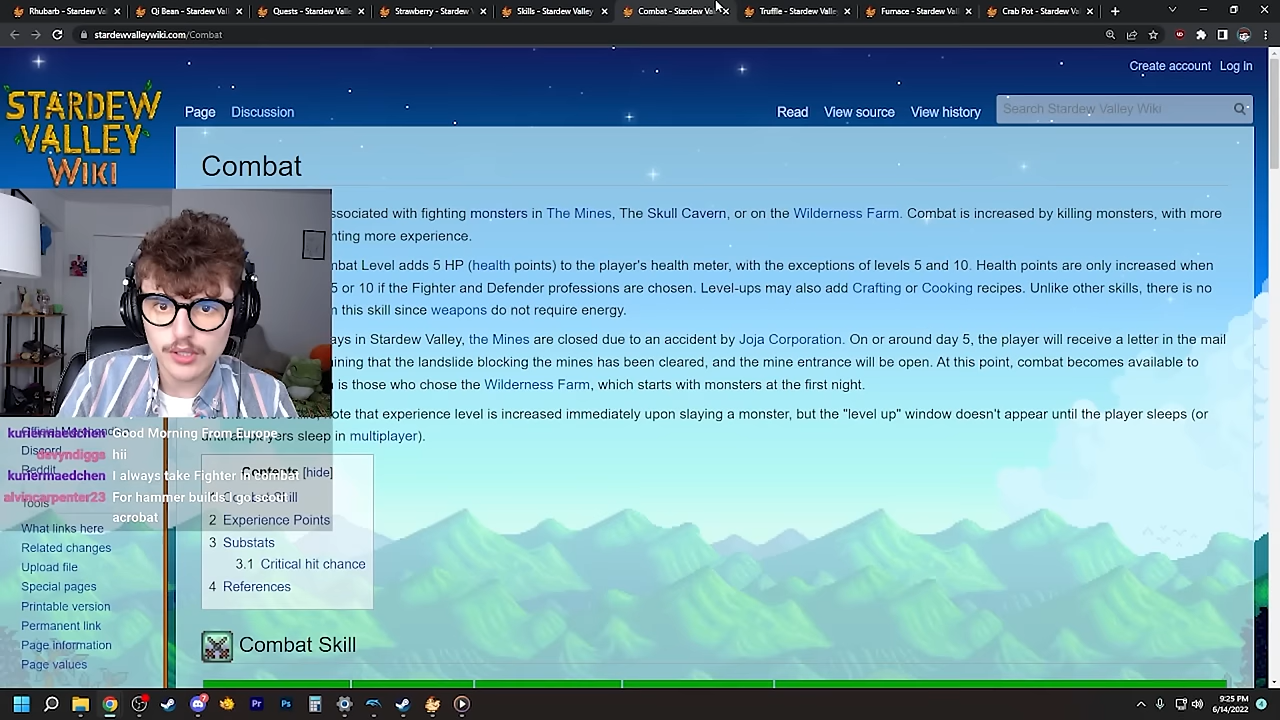 Rhubarb - Stardew Val
Qi Bean - Stardew Vall
Quests - Stardew Valle
Strawberry - Stardew
Skills - Stardew Valley
Combat - Stardew Va
Truffle - Stardew Valle
Furnace - Stardew Val
Crab Pot - Stardew Va
stardewvalleywiki.com/Combat
Create account Log In
STARDEW
VALLEY
WIKI
Page Discussion
Read View source View history
Search Stardew Valley Wiki
Combat
ssociated with fighting monsters in The Mines, The Skull Cavern, or on the Wilderness Farm. Combat is increased by killing monsters, with more
nting more experience.
mbat Level adds 5 HP (health points) to the player's health meter, with the exceptions of levels 5 and 10. Health points are only increased when
5 or 10 if the Fighter and Defender professions are chosen. Level-ups may also add Crafting or Cooking recipes. Unlike other skills, there is no
this skill since weapons do not require energy.
ays in Stardew Valley, the Mines are closed due to an accident by Joja Corporation. On or around day 5, the player will receive a letter in the mail
ining that the landslide blocking the mines has been cleared, and the mine entrance will be open. At this point, combat becomes available to
is those who chose the Wilderness Farm, which starts with monsters at the first night.
note that experience level is increased immediately upon slaying a monster, but the "level up" window doesn't appear until the player sleeps (or
sleep in multiplayer).
kuriermaedchen Good Morning From Europe
Discord
devyndiggs hii
Reddit
kuriermaedchen I always take Fighter in combat
alvincarpenter23 For hammer builds.. go scout
acrobat
Contents [hide]
Tools
What links here
Related changes
Upload file
Special pages
Printable version
Permanent link
Page information
Page values
2 Experience Points
3 Substats
3.1 Critical hit chance
4 References
Combat Skill
9:25 PM
6/14/2022